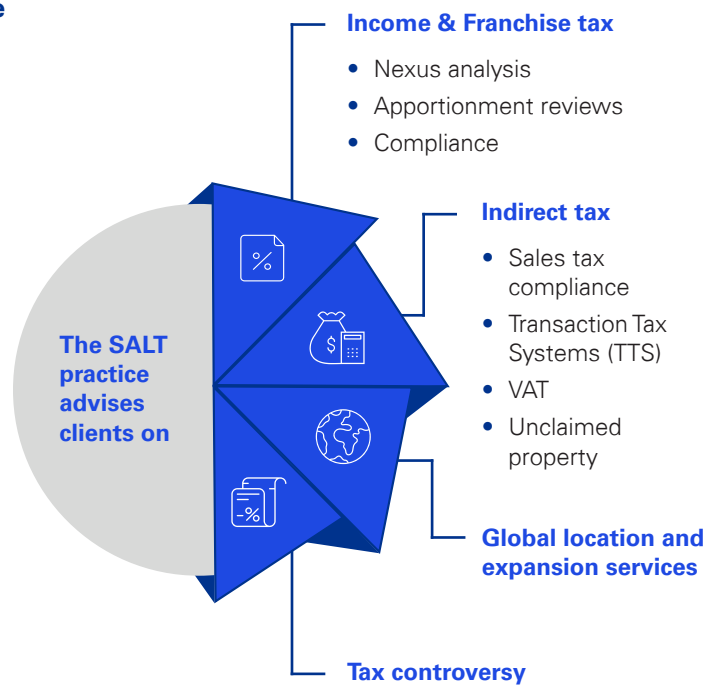 e
Income & Franchise tax
• Nexus analysis
• Apportionment reviews
• Compliance
Indirect tax
• Sales tax
compliance
• Transaction Tax
Systems (TTS)
• VAT
• Unclaimed
property
The SALT
practice
advises
clients on
%
$
-%
Global location and
expansion services
Tax controversy